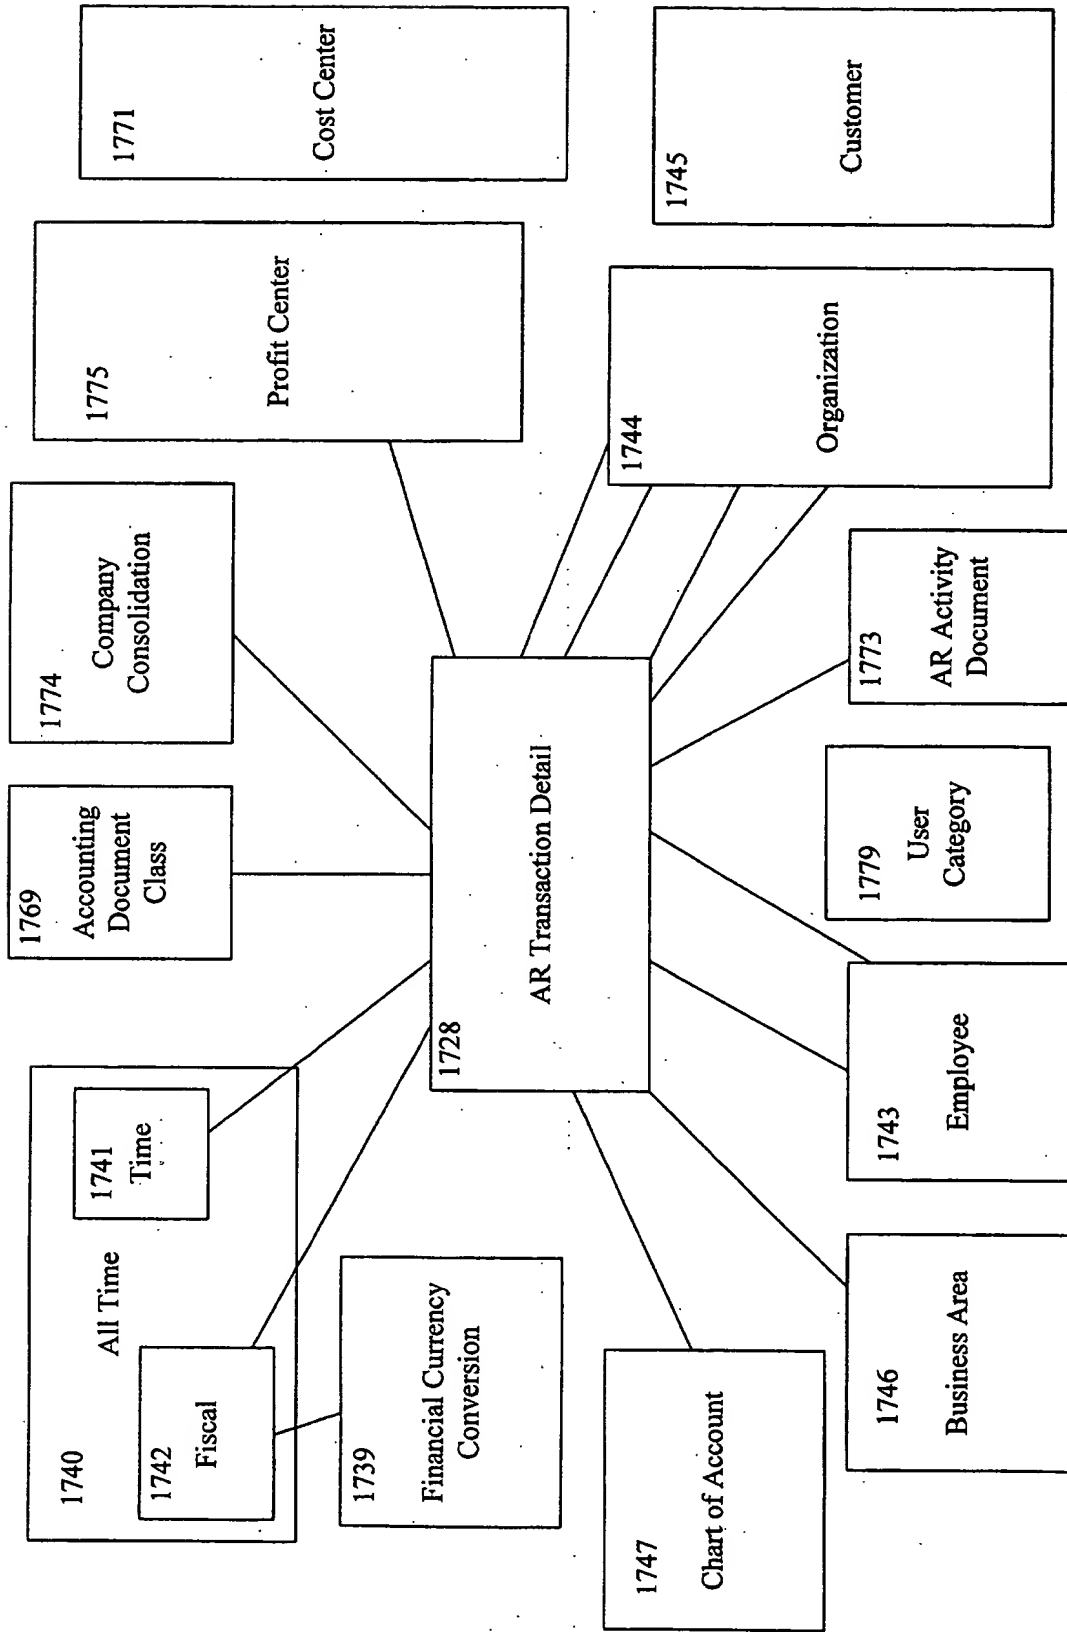 1740
All Time
1742
Fiscal
1741
Time
1769
Accounting
Document
Class
1774
Company
Consolidation
1775
Profit Center
1771
Cost Center
1739
Financial Currency
Conversion
1728
AR Transaction Detail
1744
Organization
1745
Customer
1747
Chart of Account
1746
Business Area
1743
Employee
1779
User
Category
1773
AR Activity
Document